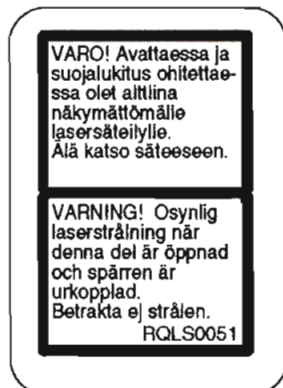 VARO! Avattaessa ja
suojalukitus ohitettae-
ssa olet alttiina
näkymättömälle
lasersäteilylle.
Älä katso säteeseen.
VARNING! Osynlig
laserstrålning när
denna del är öppnad
och spärren är
urkopplad.
Betrakta ej strålen.
RQLS0051